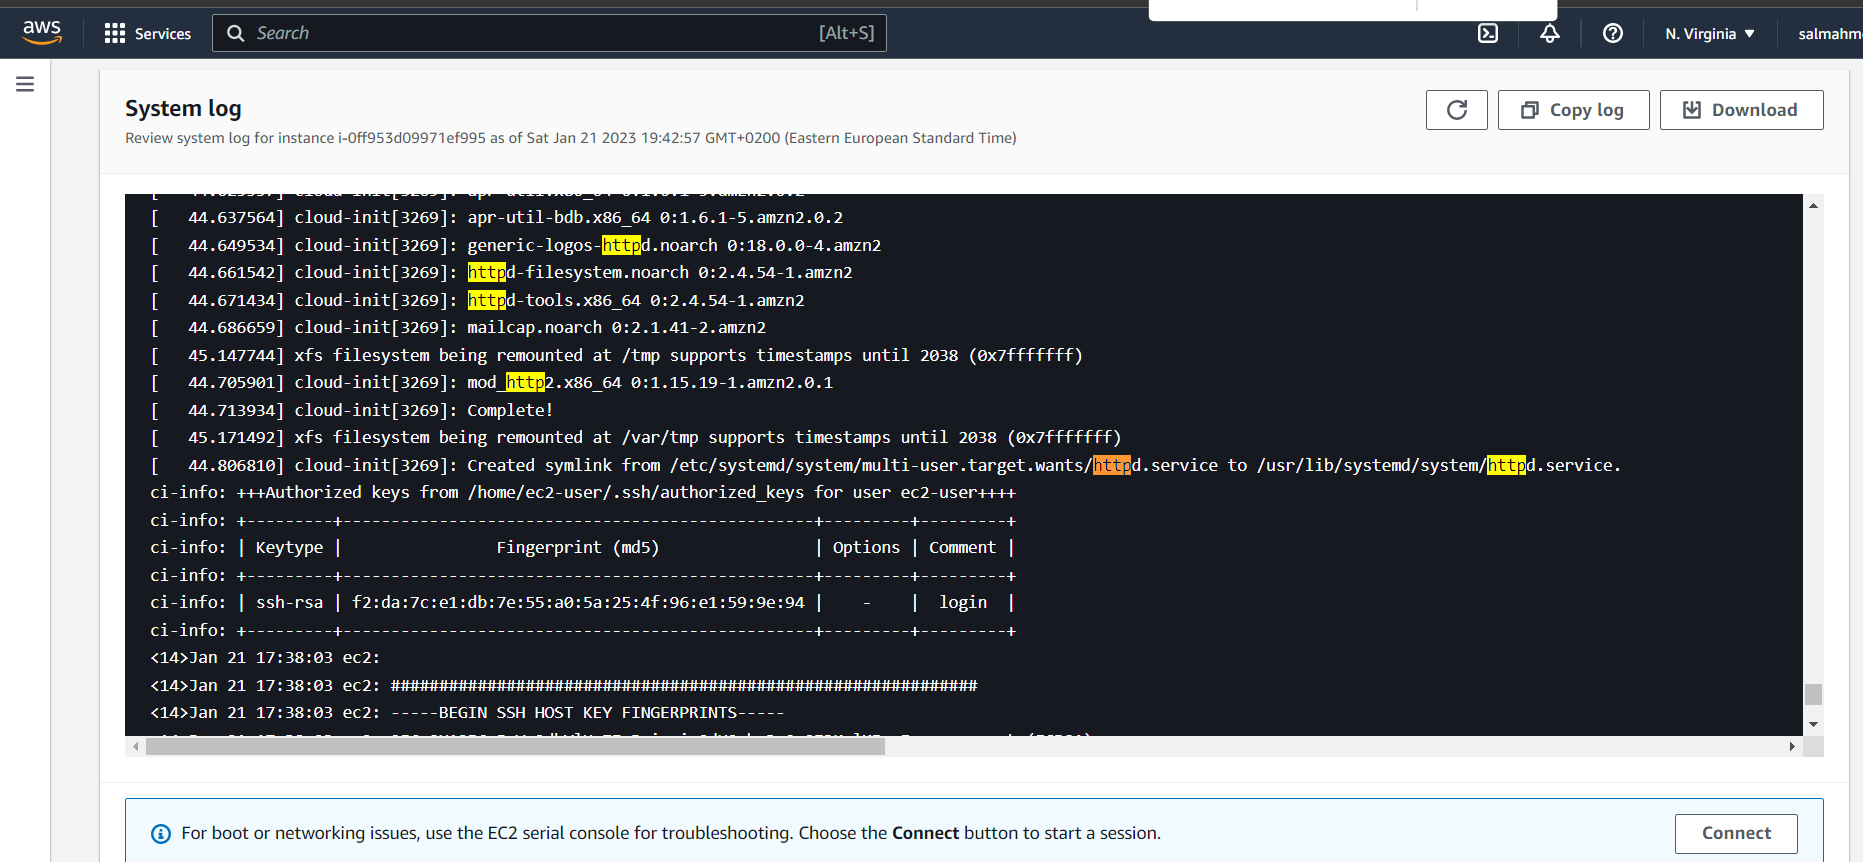 aws
Services
Search
[Alt+S]
N. Virginia ▼
salmahm
System log
Review system log for instance i-0ff953d09971ef995 as of Sat Jan 21 2023 19:42:57 GMT+0200 (Eastern European Standard Time)
Copy log
Download
[   44.637564] cloud-init[3269]: apr-util-bdb.x86_64 0:1.6.1-5.amzn2.0.2
[   44.649534] cloud-init[3269]: generic-logos-httpd.noarch 0:18.0.0-4.amzn2
[   44.661542] cloud-init[3269]: httpd-filesystem.noarch 0:2.4.54-1.amzn2
[   44.671434] cloud-init[3269]: httpd-tools.x86_64 0:2.4.54-1.amzn2
[   44.686659] cloud-init[3269]: mailcap.noarch 0:2.1.41-2.amzn2
[   45.147744] xfs filesystem being remounted at /tmp supports timestamps until 2038 (0x7fffffff)
[   44.705901] cloud-init[3269]: mod_http2.x86_64 0:1.15.19-1.amzn2.0.1
[   44.713934] cloud-init[3269]: Complete!
[   45.171492] xfs filesystem being remounted at /var/tmp supports timestamps until 2038 (0x7fffffff)
[   44.806810] cloud-init[3269]: Created symlink from /etc/systemd/system/multi-user.target.wants/httpd.service to /usr/lib/systemd/system/httpd.service.
ci-info: +++Authorized keys from /home/ec2-user/.ssh/authorized_keys for user ec2-user++++
ci-info: +---------+-------------------------------------------------+---------+---------+
ci-info: | Keytype |                Fingerprint (md5)                | Options | Comment |
ci-info: +---------+-------------------------------------------------+---------+---------+
ci-info: | ssh-rsa | f2:da:7c:e1:db:7e:55:a0:5a:25:4f:96:e1:59:9e:94 |    -    |  login  |
ci-info: +---------+-------------------------------------------------+---------+---------+
<14>Jan 21 17:38:03 ec2:
<14>Jan 21 17:38:03 ec2: #############################################################
<14>Jan 21 17:38:03 ec2: -----BEGIN SSH HOST KEY FINGERPRINTS-----
For boot or networking issues, use the EC2 serial console for troubleshooting. Choose the Connect button to start a session.
Connect